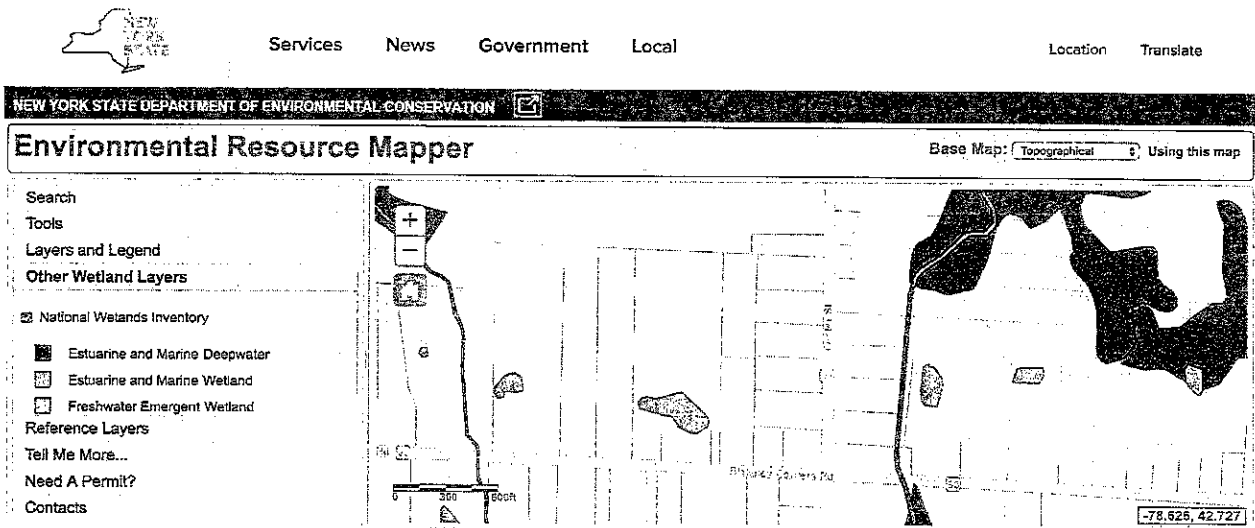 NEW
YORK
STATE
Services News Government Local
Location Translate
NEW YORK STATE DEPARTMENT OF ENVIRONMENTAL CONSERVATION
Environmental Resource Mapper
Base Map: Topographical Using this map
Search
Tools
Layers and Legend
Other Wetland Layers
National Wetlands Inventory
Estuarine and Marine Deepwater
Estuarine and Marine Wetland
Freshwater Emergent Wetland
Reference Layers
Tell Me More...
Need A Permit?
Contacts
+
−
Corners Rd
0 300 600ft
-78.626, 42.727